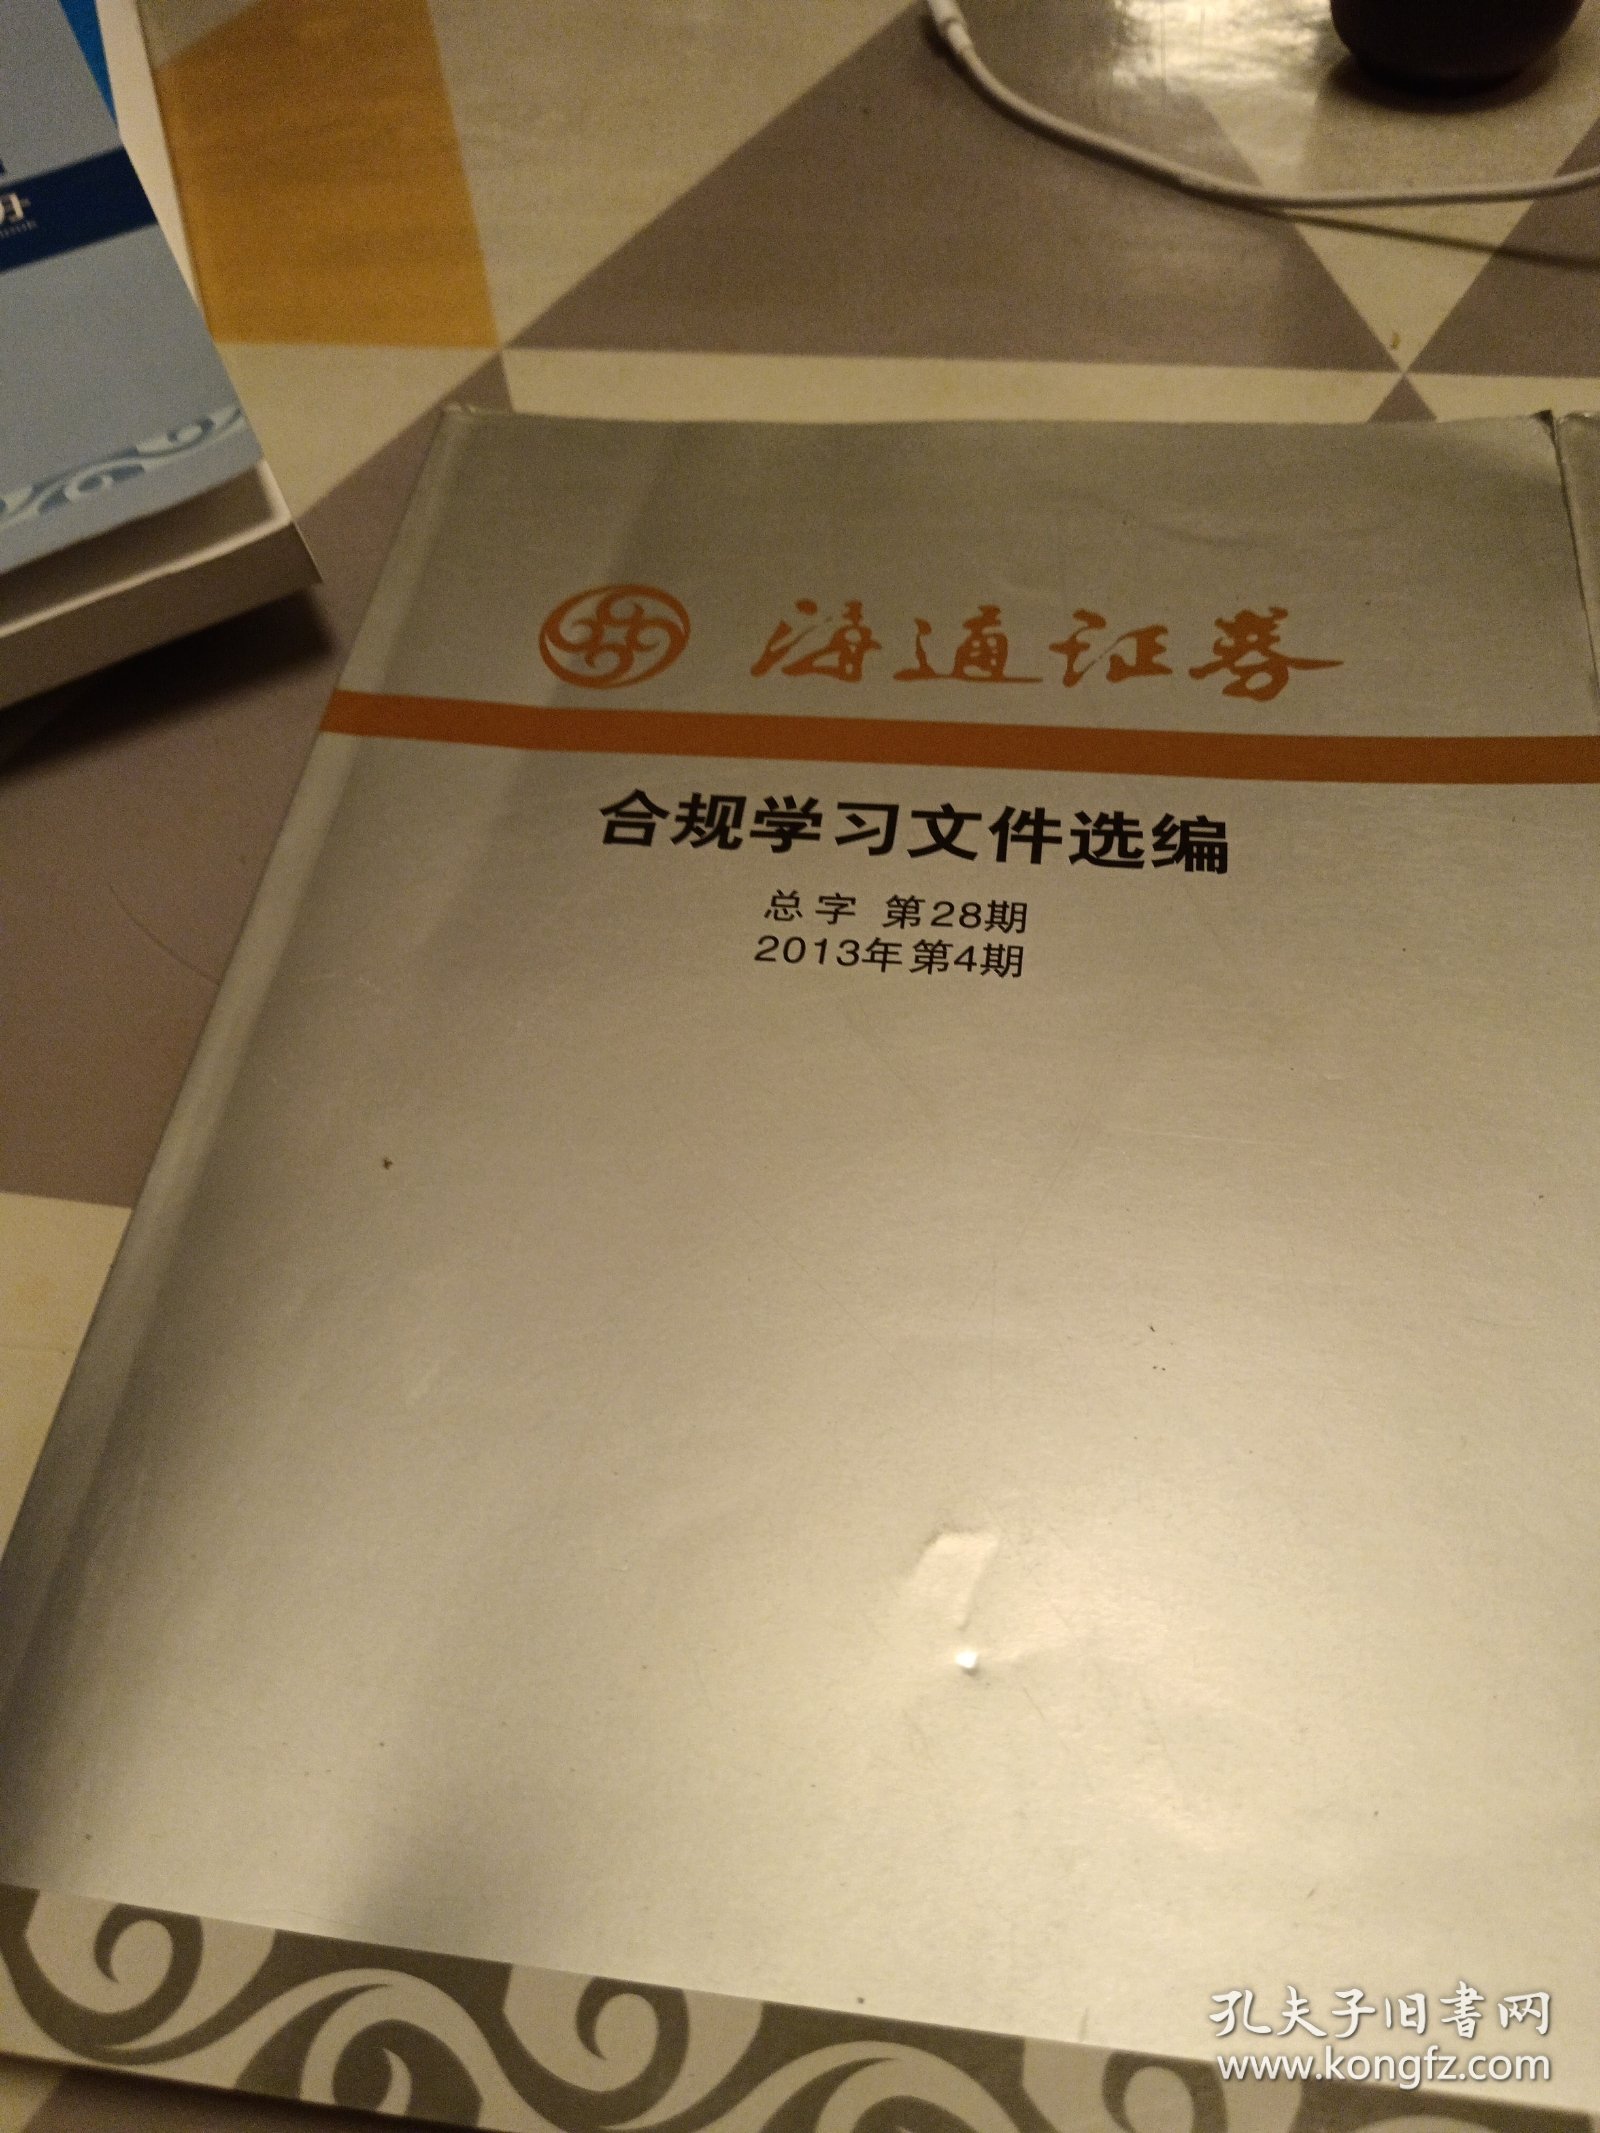 海通证券
合规学习文件选编
总字 第28期
2013年第4期
孔夫子旧书网
www.kongfz.com